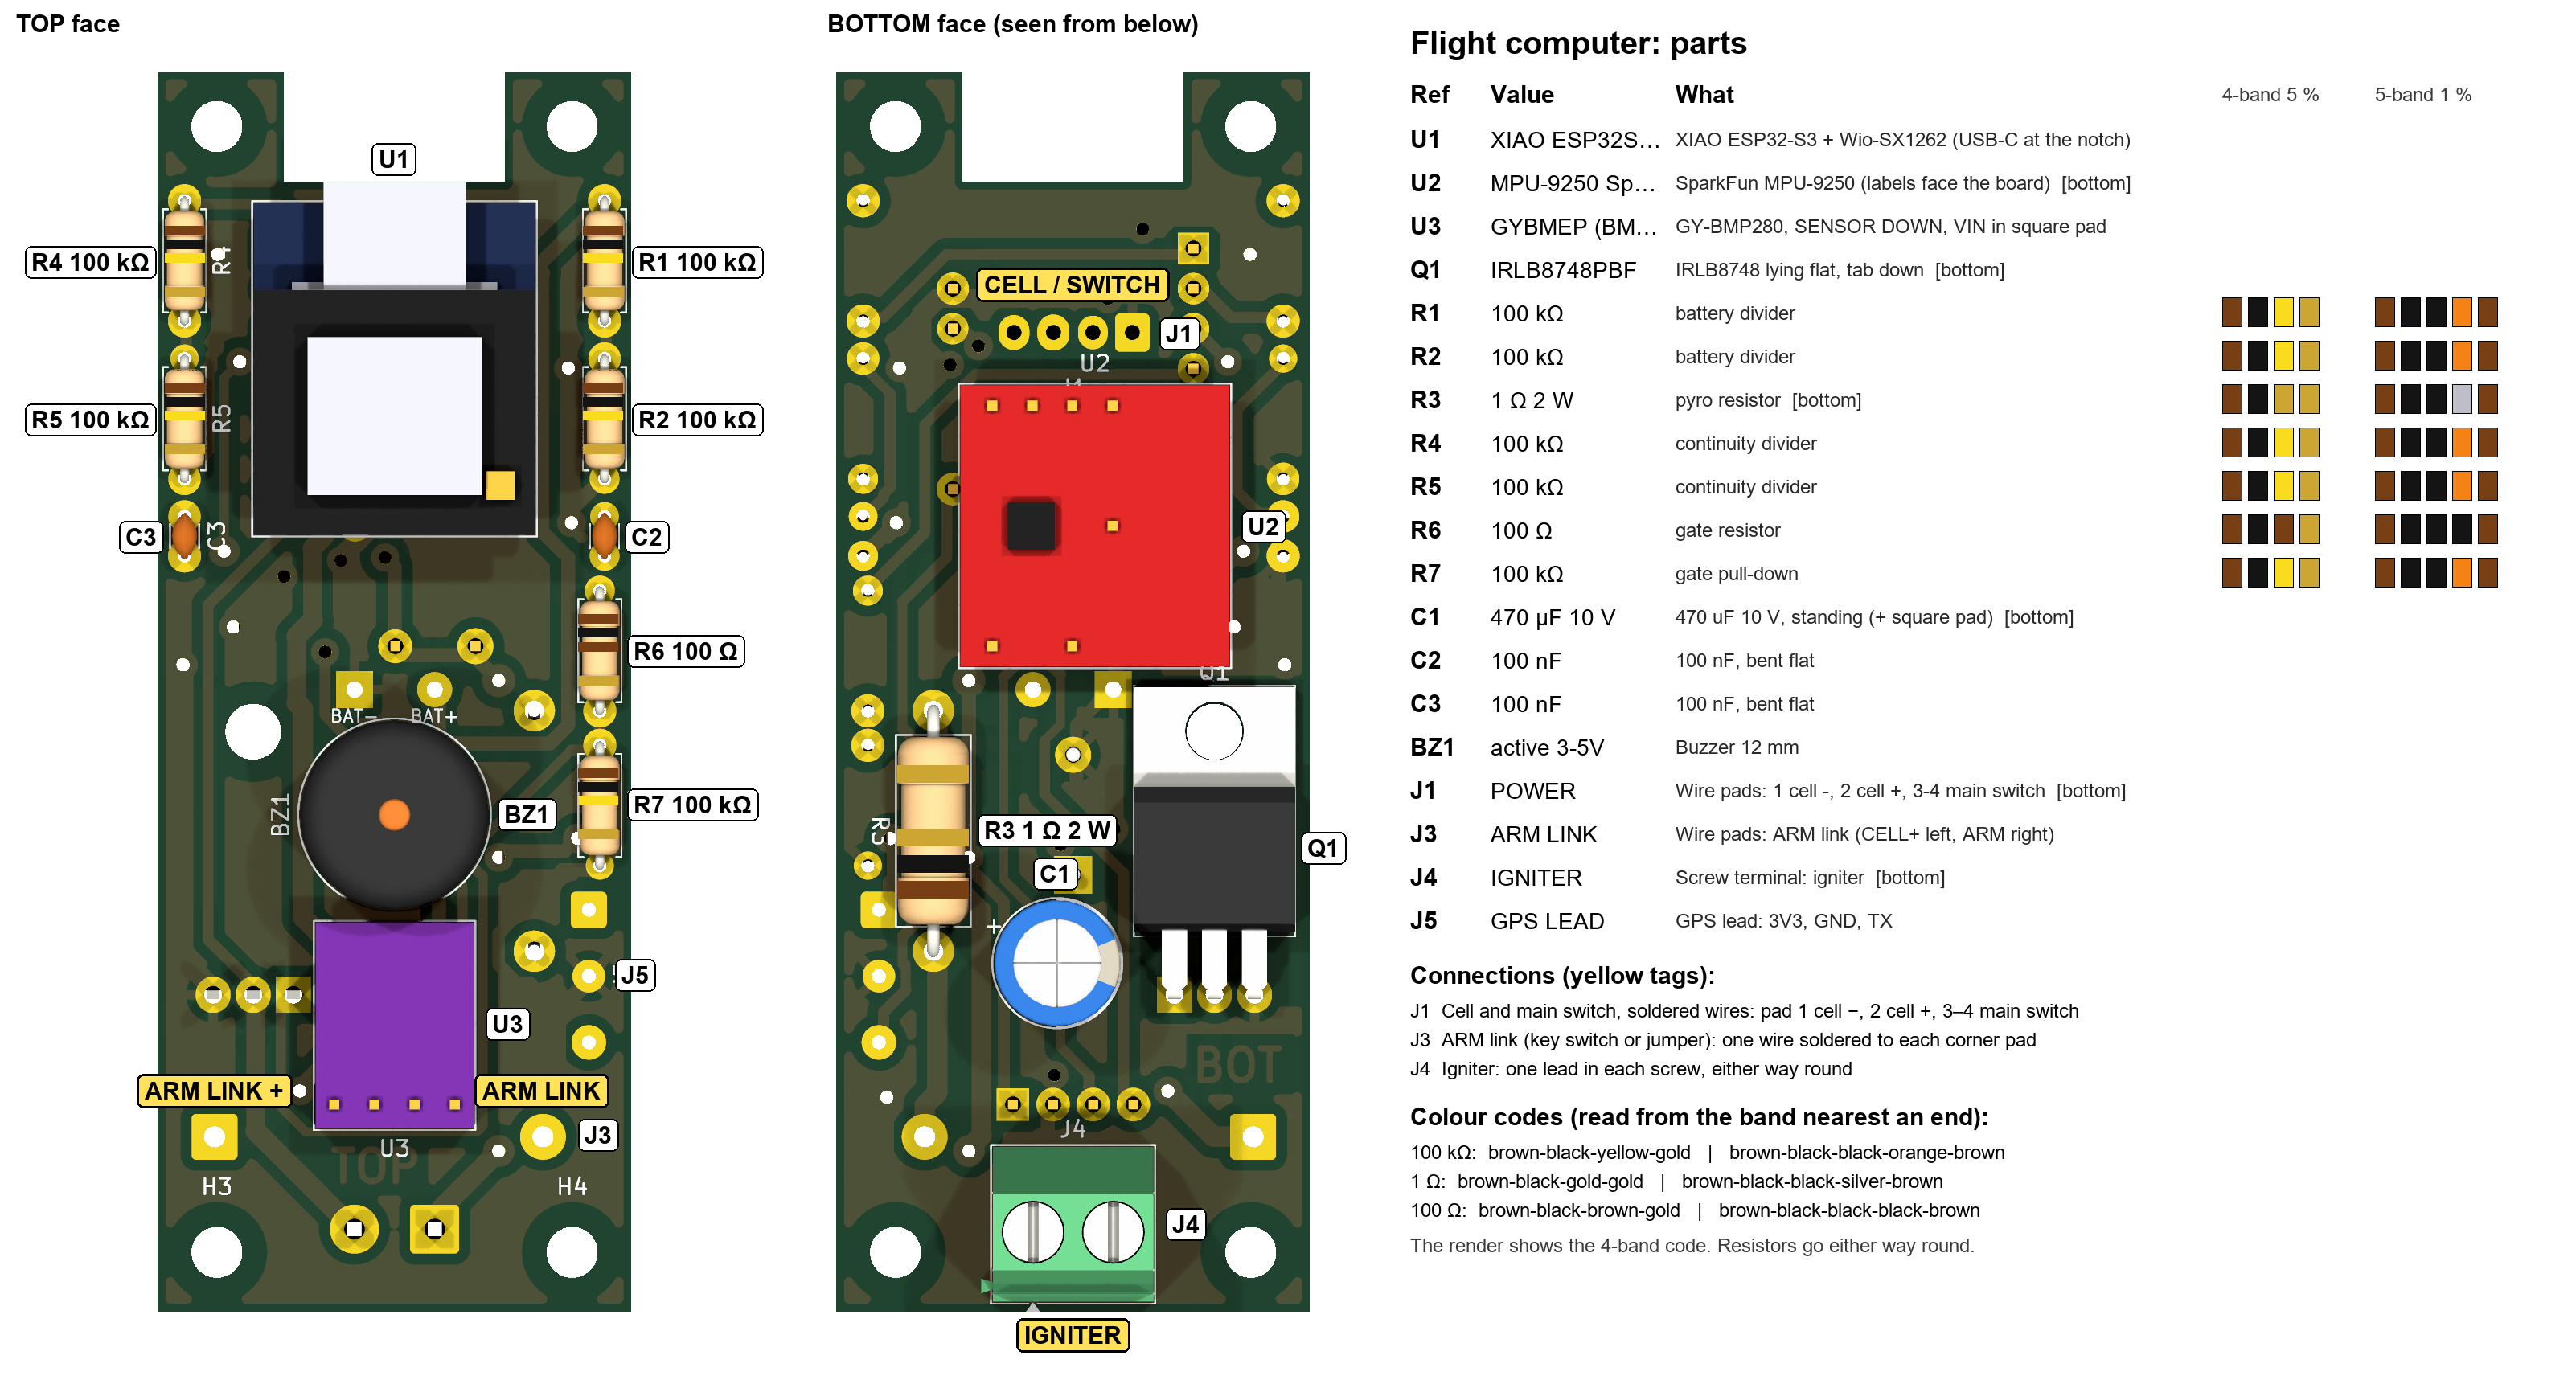 TOP face
BOTTOM face (seen from below)
U1
R4 100 kΩ
R4
R1 100 kΩ
R5 100 kΩ
R5
R2 100 kΩ
C3
C3
C2
R6 100 Ω
BAT-
BAT+
BZ1
BZ1
R7 100 kΩ
J5
U3
ARM LINK +
ARM LINK
J3
U3
TOP
H3
H4
CELL / SWITCH
J1
U2
J1
U2
Q1
R3
R3 1 Ω 2 W
C1
Q1
+
BOT
J4
J4
IGNITER
Flight computer: parts
Ref Value What 4-band 5 % 5-band 1 %
U1 XIAO ESP32S… XIAO ESP32-S3 + Wio-SX1262 (USB-C at the notch)
U2 MPU-9250 Sp… SparkFun MPU-9250 (labels face the board) [bottom]
U3 GYBMEP (BM… GY-BMP280, SENSOR DOWN, VIN in square pad
Q1 IRLB8748PBF IRLB8748 lying flat, tab down [bottom]
R1 100 kΩ battery divider
R2 100 kΩ battery divider
R3 1 Ω 2 W pyro resistor [bottom]
R4 100 kΩ continuity divider
R5 100 kΩ continuity divider
R6 100 Ω gate resistor
R7 100 kΩ gate pull-down
C1 470 µF 10 V 470 uF 10 V, standing (+ square pad) [bottom]
C2 100 nF 100 nF, bent flat
C3 100 nF 100 nF, bent flat
BZ1 active 3-5V Buzzer 12 mm
J1 POWER Wire pads: 1 cell -, 2 cell +, 3-4 main switch [bottom]
J3 ARM LINK Wire pads: ARM link (CELL+ left, ARM right)
J4 IGNITER Screw terminal: igniter [bottom]
J5 GPS LEAD GPS lead: 3V3, GND, TX
Connections (yellow tags):
J1 Cell and main switch, soldered wires: pad 1 cell −, 2 cell +, 3–4 main switch
J3 ARM link (key switch or jumper): one wire soldered to each corner pad
J4 Igniter: one lead in each screw, either way round
Colour codes (read from the band nearest an end):
100 kΩ: brown-black-yellow-gold | brown-black-black-orange-brown
1 Ω: brown-black-gold-gold | brown-black-black-silver-brown
100 Ω: brown-black-brown-gold | brown-black-black-black-brown
The render shows the 4-band code. Resistors go either way round.